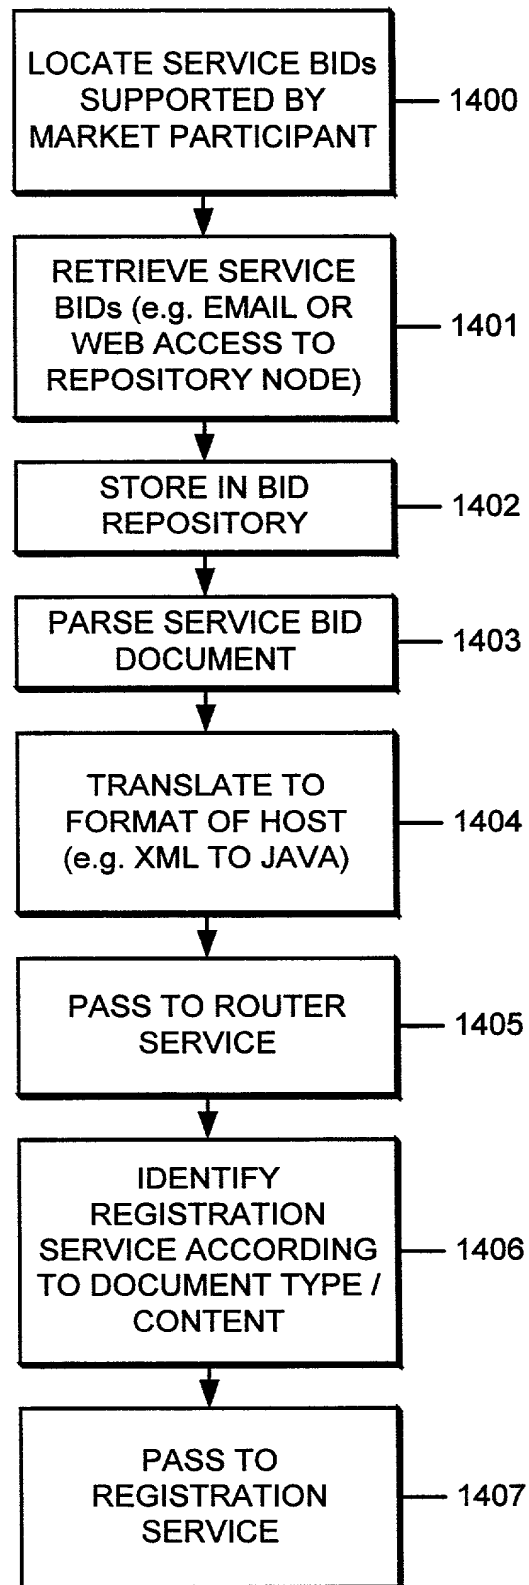 LOCATE SERVICE BIDs
SUPPORTED BY
MARKET PARTICIPANT
1400
RETRIEVE SERVICE
BIDs (e.g. EMAIL OR
WEB ACCESS TO
REPOSITORY NODE)
1401
STORE IN BID
REPOSITORY
1402
PARSE SERVICE BID
DOCUMENT
1403
TRANSLATE TO
FORMAT OF HOST
(e.g. XML TO JAVA)
1404
PASS TO ROUTER
SERVICE
1405
IDENTIFY
REGISTRATION
SERVICE ACCORDING
TO DOCUMENT TYPE /
CONTENT
1406
PASS TO
REGISTRATION
SERVICE
1407